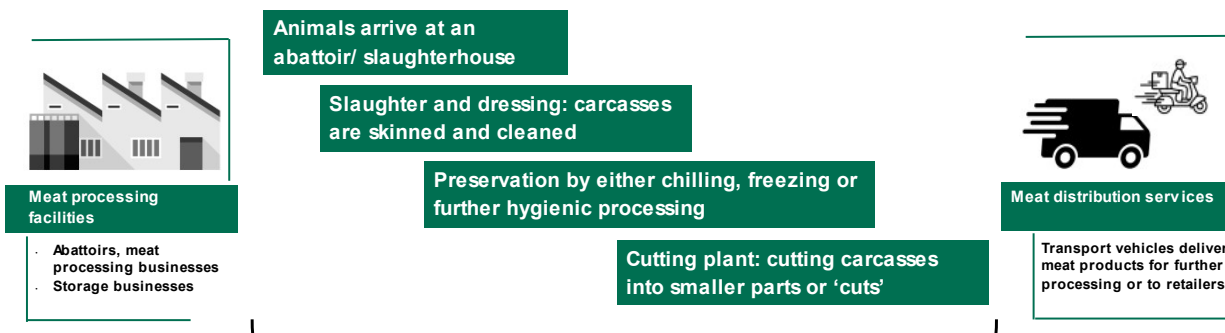 Animals arrive at an
abattoir/ slaughterhouse
Slaughter and dressing: carcasses
are skinned and cleaned
Preservation by either chilling, freezing or
further hygienic processing
Cutting plant: cutting carcasses
into smaller parts or ‘cuts’
Meat processing
facilities
· Abattoirs, meat
processing businesses
· Storage businesses
Meat distribution services
Transport vehicles deliver
meat products for further
processing or to retailers